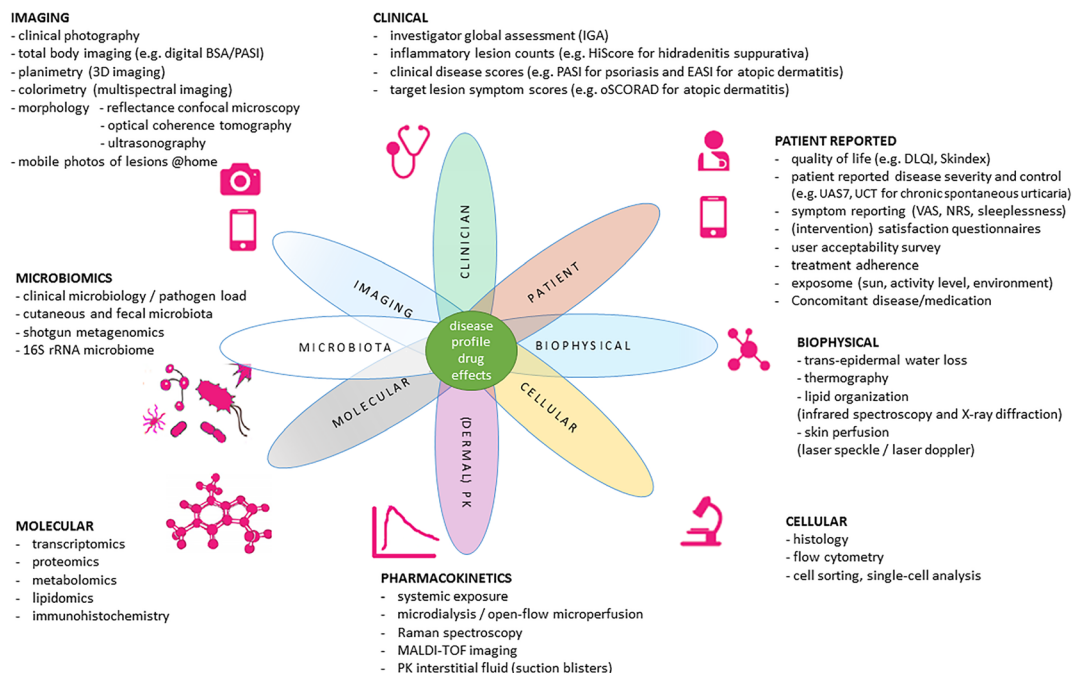 IMAGING
- clinical photography
- total body imaging (e.g. digital BSA/PASI)
- planimetry (3D imaging)
- colorimetry (multispectral imaging)
- morphology - reflectance confocal microscopy
- optical coherence tomography
- ultrasonography
- mobile photos of lesions @home
CLINICAL
- investigator global assessment (IGA)
- inflammatory lesion counts (e.g. HiScore for hidradenitis suppurativa)
- clinical disease scores (e.g. PASI for psoriasis and EASI for atopic dermatitis)
- target lesion symptom scores (e.g. oSCORAD for atopic dermatitis)
PATIENT REPORTED
- quality of life (e.g. DLQI, Skindex)
- patient reported disease severity and control
(e.g. UAS7, UCT for chronic spontaneous urticaria)
- symptom reporting (VAS, NRS, sleeplessness)
- (intervention) satisfaction questionnaires
- user acceptability survey
- treatment adherence
- exposome (sun, activity level, environment)
- Concomitant disease/medication
MICROBIOMICS
- clinical microbiology / pathogen load
- cutaneous and fecal microbiota
- shotgun metagenomics
- 16S rRNA microbiome
CLINICIAN
PATIENT
IMAGING
MICROBIOTA
disease
profile
drug
effects
BIOPHYSICAL
MOLECULAR
CELLULAR
(DERMAL) PK
BIOPHYSICAL
- trans-epidermal water loss
- thermography
- lipid organization
(infrared spectroscopy and X-ray diffraction)
- skin perfusion
(laser speckle / laser doppler)
MOLECULAR
- transcriptomics
- proteomics
- metabolomics
- lipidomics
- immunohistochemistry
PHARMACOKINETICS
- systemic exposure
- microdialysis / open-flow microperfusion
- Raman spectroscopy
- MALDI-TOF imaging
- PK interstitial fluid (suction blisters)
CELLULAR
- histology
- flow cytometry
- cell sorting, single-cell analysis